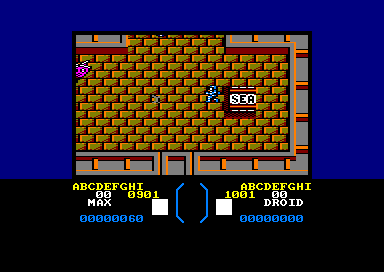 SEA
ABCDEFGHI ABCDEFGHI
00 0901 1001 00
MAX DROID
00000060 00000000